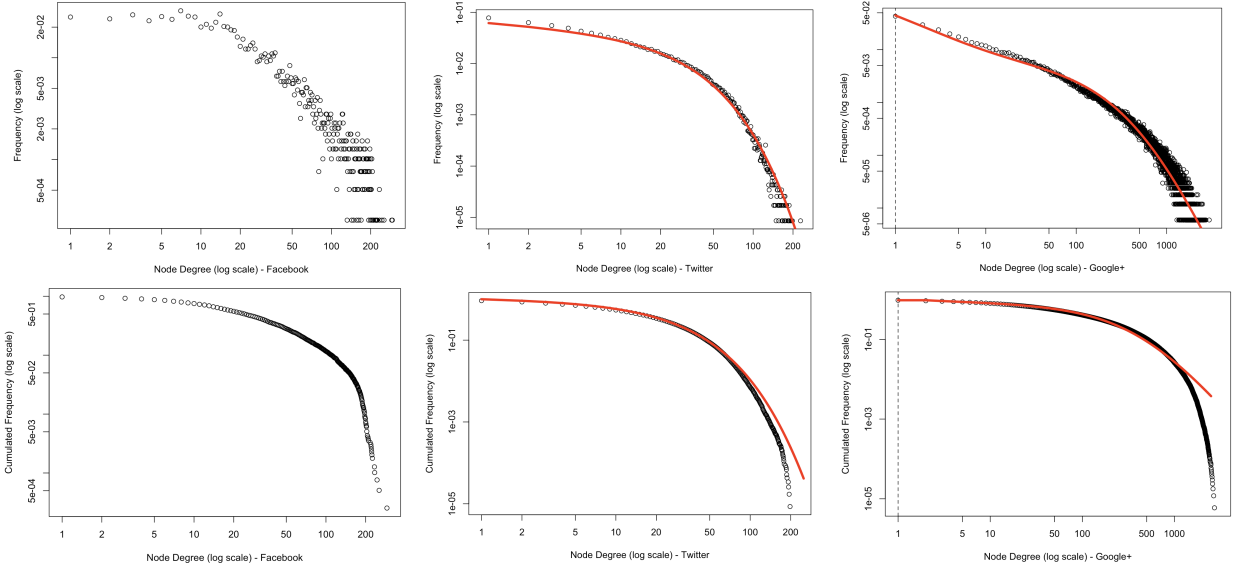 Frequency (log scale)
2e-02
5e-03
2e-03
5e-04
1
2
5
10
20
50
100
200
Node Degree (log scale) - Facebook
Frequency (log scale)
1e-01
1e-02
1e-03
1e-04
1e-05
1
2
5
10
20
50
100
200
Node Degree (log scale) - Twitter
Frequency (log scale)
5e-02
5e-03
5e-04
5e-05
5e-06
1
5
10
50
100
500
1000
Node Degree (log scale) - Google+
Cumulated Frequency (log scale)
5e-01
5e-02
5e-03
5e-04
1
2
5
10
20
50
100
200
Node Degree (log scale) - Facebook
Cumulated Frequency (log scale)
1e-01
1e-03
1e-05
1
2
5
10
20
50
100
200
Node Degree (log scale) - Twitter
Cumulated Frequency (log scale)
1e-01
1e-03
1e-05
1
5
10
50
100
500
1000
Node Degree (log scale) - Google+